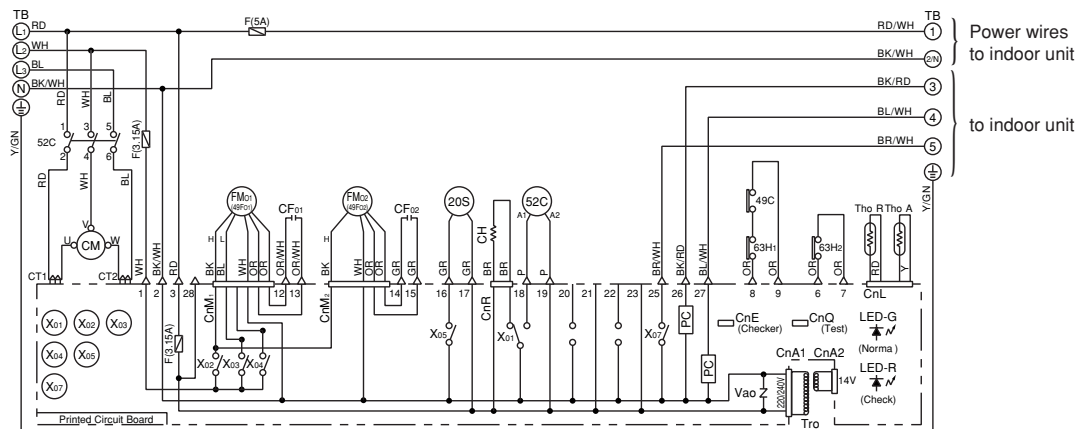 TB F(5A) TB
L1 RD RD/WH 1 Power wires
L2 WH to indoor unit
L3 BL BK/WH 2/N
N BK/WH BK/RD 3
RD WH BL BL/WH 4 to indoor unit
Y/GN 1 3 5 F(3.15A) BR/WH 5
52C
2 4 6
RD WH BL Y/GN
FM01 (49F01) CF01 FM02 (49F02) CF02 20S 52C 49C
A1 A2 Tho R Tho A
V U CM W H L H CH 63H1 63H2
CT1 CT2 WH BK/WH RD BK BL WH OR OR OR/WH OR/WH BK WH OR OR GR GR GR GR BR BR P P BR/WH BK/RD BL/WH OR OR OR OR RD Y
1 2 3 28 CnM1 12 13 CnM2 14 15 16 17 CnR 18 19 20 21 22 23 25 26 27 8 9 6 7 CnL
X01 X02 X03 F(3.15A) X05 X01 X07 PC CnE (Checker) CnQ (Test) LED-G
(Norma )
X04 X05 X02 X03 X04 PC CnA1 CnA2 LED-R
X07 Vao 220/240V 14V (Check)
Printed Circuit Board Tro